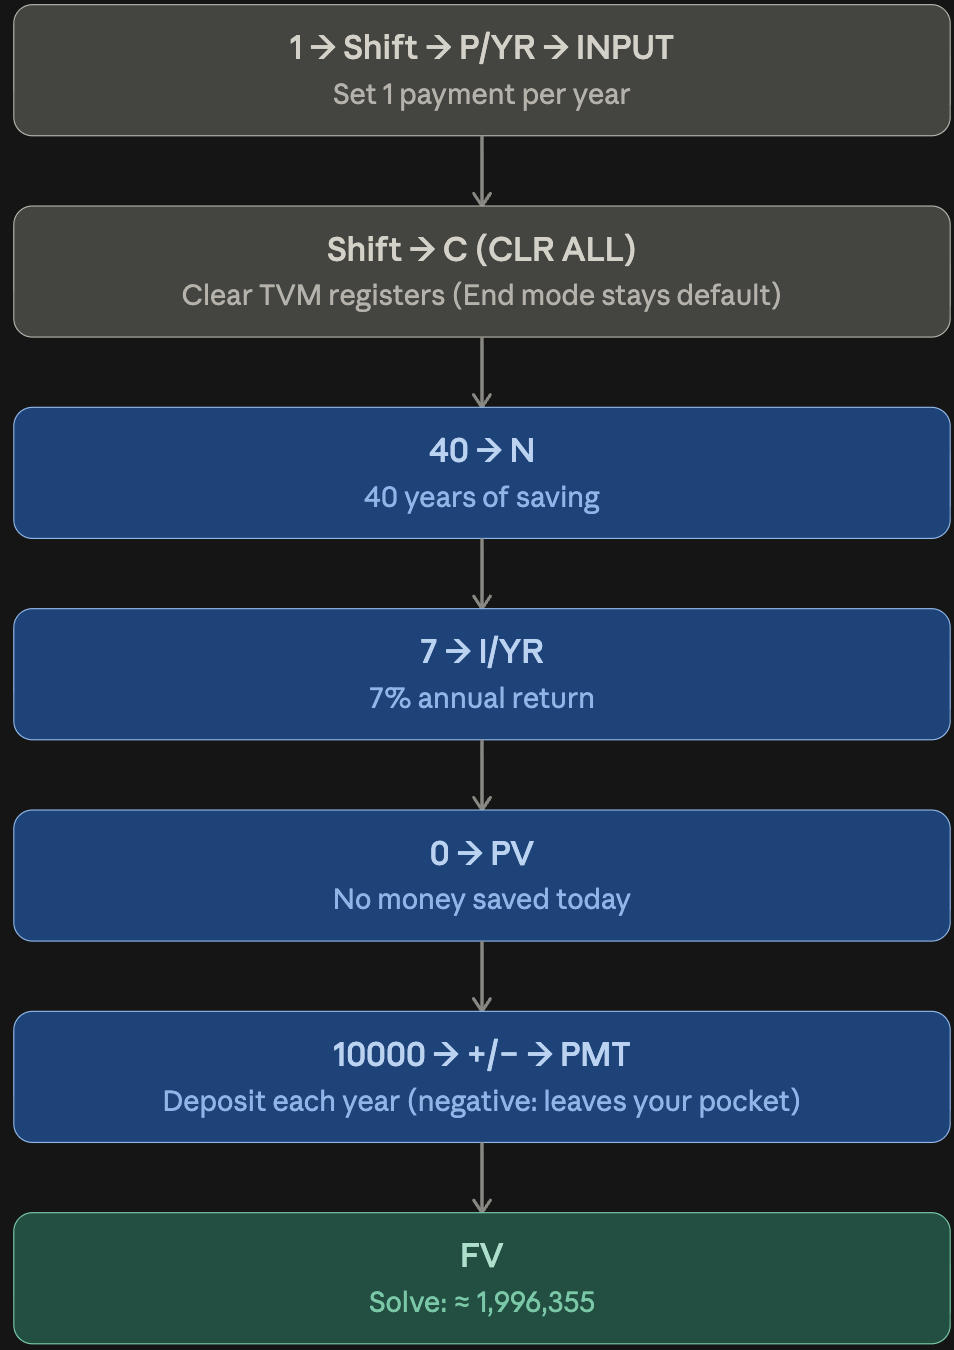 1 → Shift → P/YR → INPUT
Set 1 payment per year
Shift → C (CLR ALL)
Clear TVM registers (End mode stays default)
40 → N
40 years of saving
7 → I/YR
7% annual return
0 → PV
No money saved today
10000 → +/− → PMT
Deposit each year (negative: leaves your pocket)
FV
Solve: ≈ 1,996,355